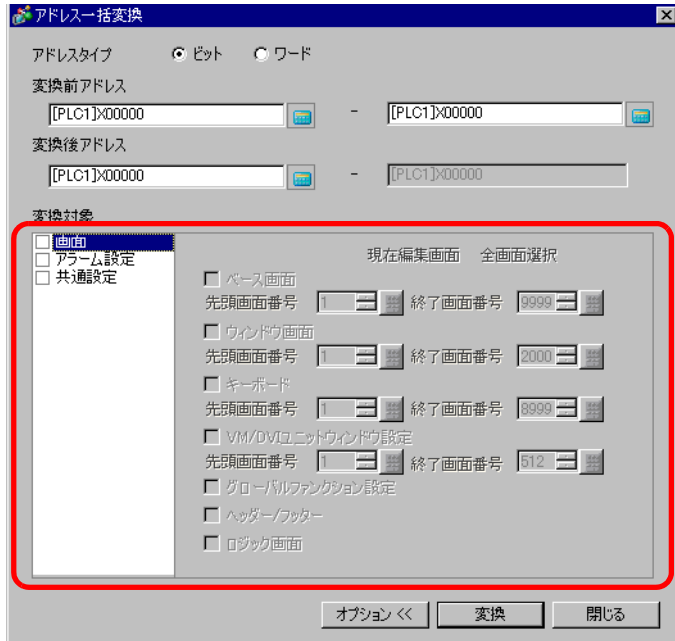 アドレス一括変換
アドレスタイプ ビット ワード
変換前アドレス
[PLC1]X00000 - [PLC1]X00000
変換後アドレス
[PLC1]X00000 - [PLC1]X00000
変換対象
画面
アラーム設定
共通設定
現在編集画面 全画面選択
ベース画面
先頭画面番号 1 終了画面番号 9999
ウィンドウ画面
先頭画面番号 1 終了画面番号 2000
キーボード
先頭画面番号 1 終了画面番号 8999
VM/DVIユニットウィンドウ設定
先頭画面番号 1 終了画面番号 512
グローバルファンクション設定
ヘッダー/フッター
ロジック画面
オプション << 変換 閉じる